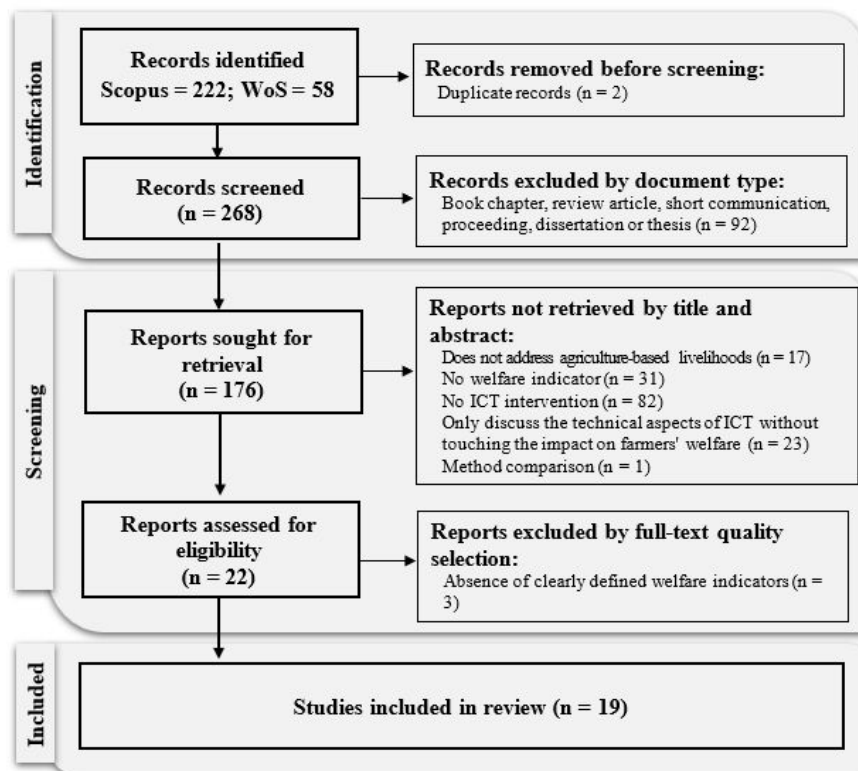 Identification
Records identified
Scopus = 222; WoS = 58
Records removed before screening:
Duplicate records (n = 2)
Records screened
(n = 268)
Records excluded by document type:
Book chapter, review article, short communication,
proceeding, dissertation or thesis (n = 92)
Screening
Reports sought for
retrieval
(n = 176)
Reports not retrieved by title and
abstract:
Does not address agriculture-based livelihoods (n = 17)
No welfare indicator (n = 31)
No ICT intervention (n = 82)
Only discuss the technical aspects of ICT without
touching the impact on farmers' welfare (n = 23)
Method comparison (n = 1)
Reports assessed for
eligibility
(n = 22)
Reports excluded by full-text quality
selection:
Absence of clearly defined welfare indicators (n =
3)
Included
Studies included in review (n = 19)